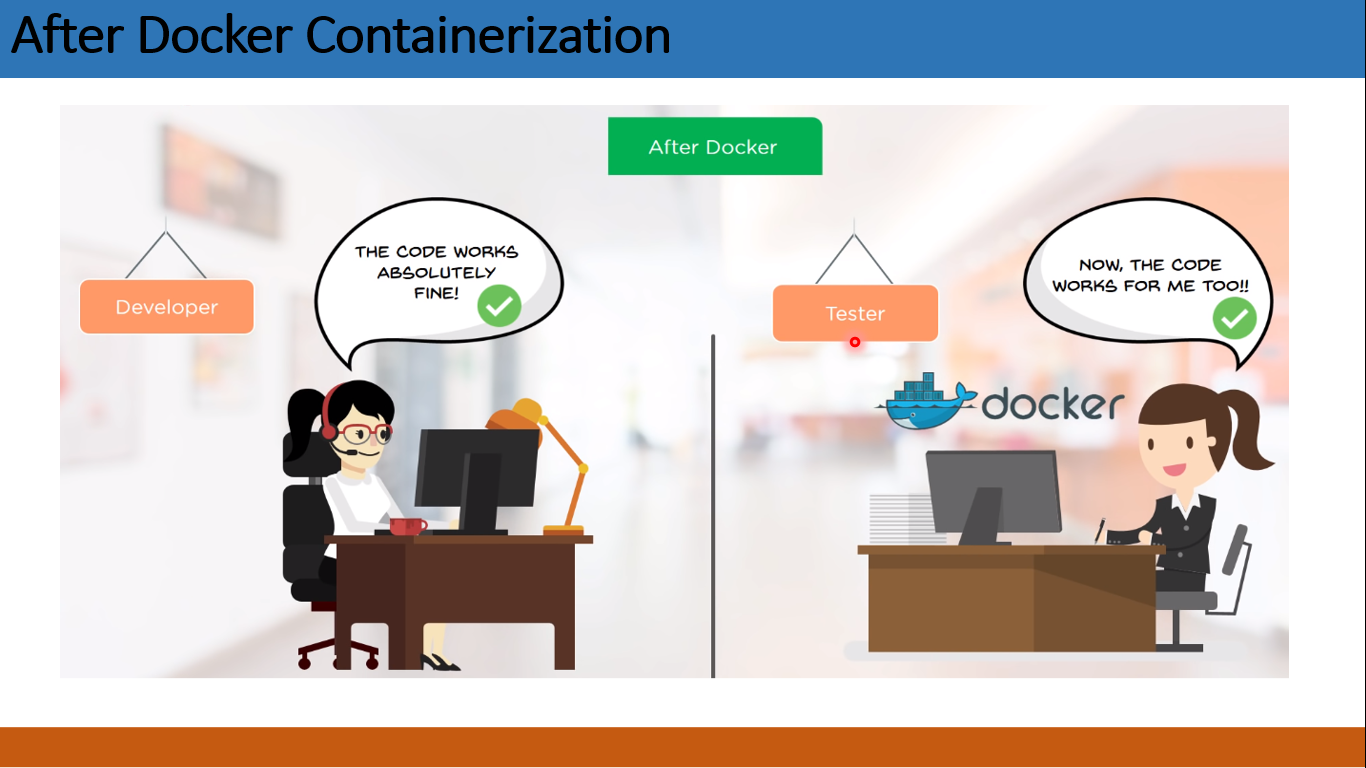 After Docker Containerization
After Docker
THE CODE WORKS
ABSOLUTELY
FINE!
Developer
NOW, THE CODE
WORKS FOR ME TOO!!
Tester
docker